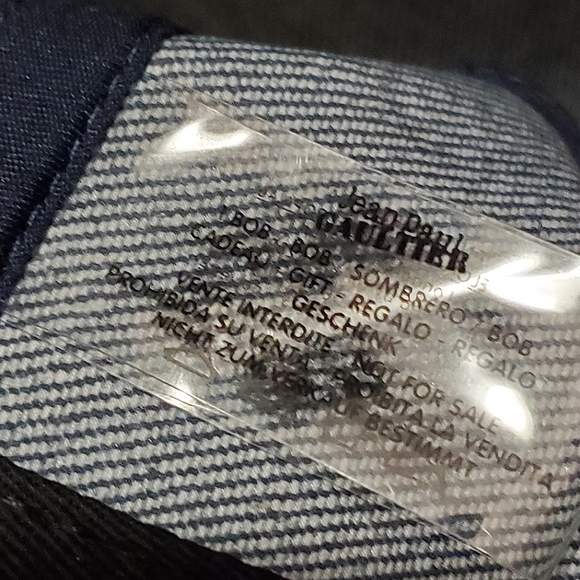 Jean Paul
GAULTIER
BOB - BOB / SOMBRERO / BOB
CADEAU - GIFT - REGALO - REGALO
GESCHENK
VENTE INTERDITE - NOT FOR SALE
PROHIBIDA SU VENTA - PROIBITA LA VENDITA
NICHT ZUM VERKAUF BESTIMMT